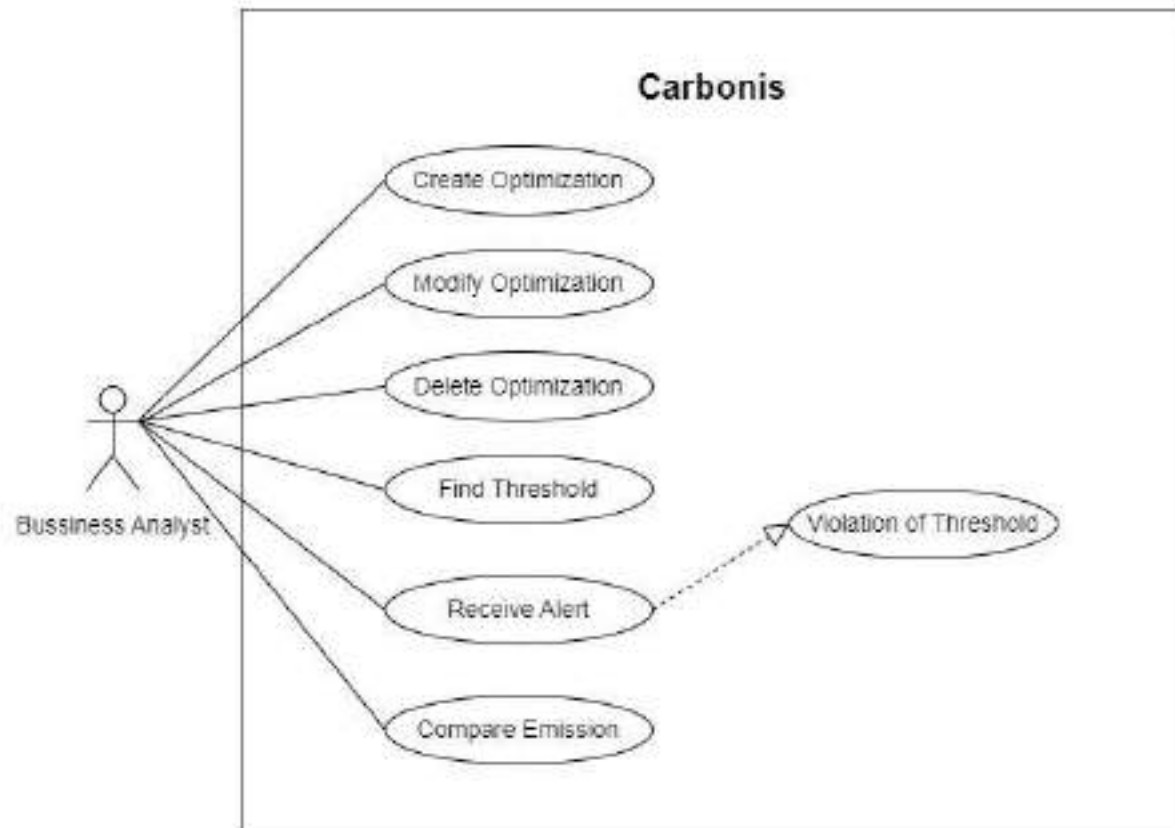 Carbonis
Create Optimization
Modify Optimization
Delete Optimization
Find Threshold
Bussiness Analyst
Violation of Threshold
Receive Alert
Compare Emission